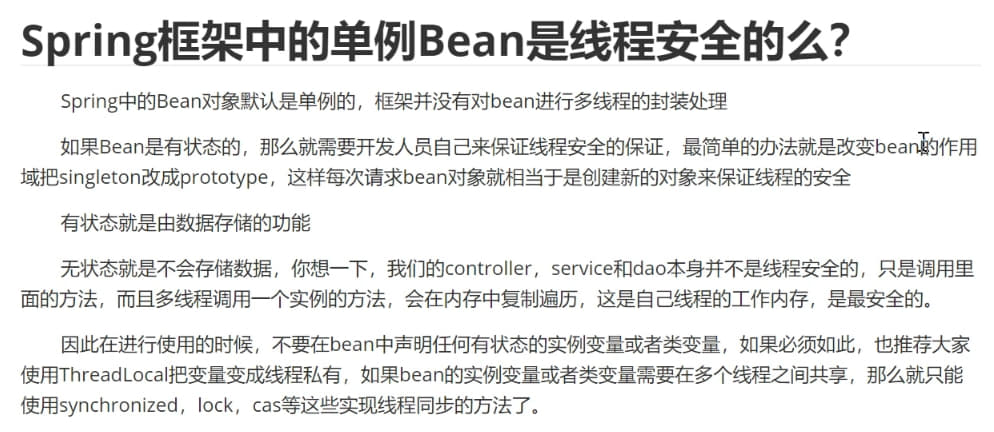 Spring框架中的单例Bean是线程安全的么？
Spring中的Bean对象默认是单例的，框架并没有对bean进行多线程的封装处理
如果Bean是有状态的，那么就需要开发人员自己来保证线程安全的保证，最简单的办法就是改变bean的作用
域把singleton改成prototype，这样每次请求bean对象就相当于是创建新的对象来保证线程的安全
有状态就是由数据存储的功能
无状态就是不会存储数据，你想一下，我们的controller，service和dao本身并不是线程安全的，只是调用里
面的方法，而且多线程调用一个实例的方法，会在内存中复制遍历，这是自己线程的工作内存，是最安全的。
因此在进行使用的时候，不要在bean中声明任何有状态的实例变量或者类变量，如果必须如此，也推荐大家
使用ThreadLocal把变量变成线程私有，如果bean的实例变量或者类变量需要在多个线程之间共享，那么就只能
使用synchronized，lock，cas等这些实现线程同步的方法了。